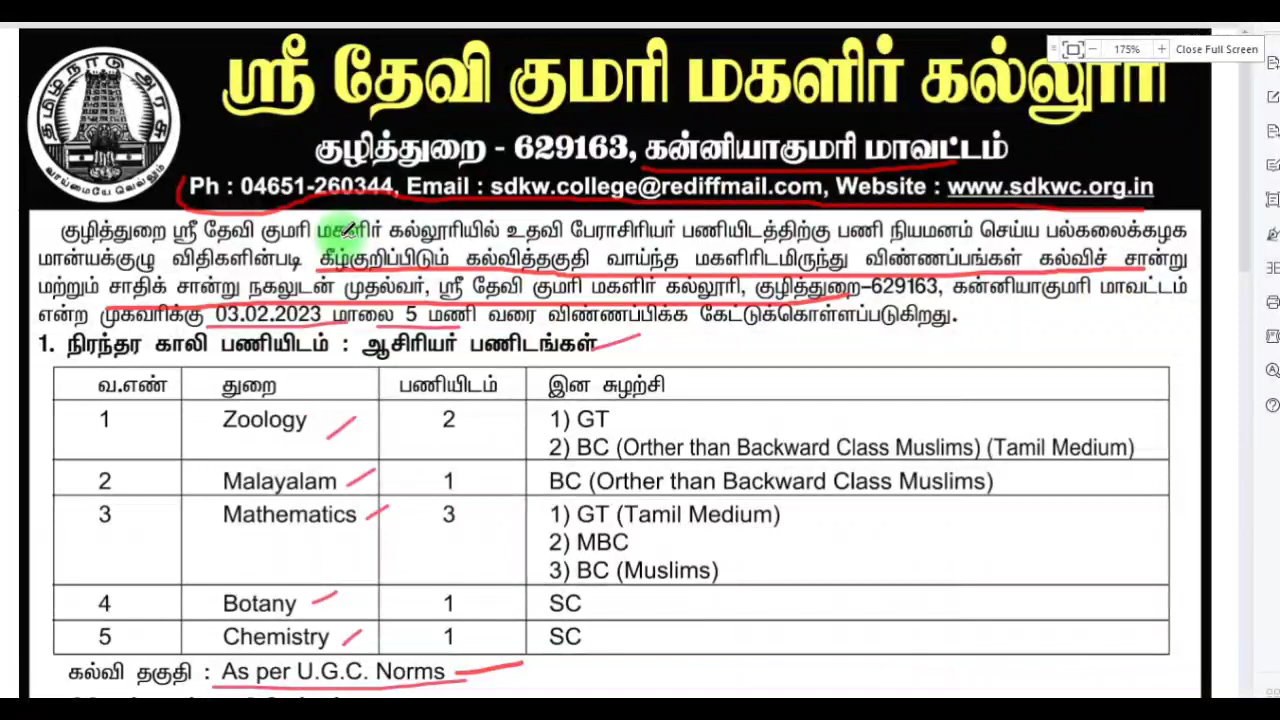 175%
Close Full Screen
தமிழ்நாடு அரசு
வாய்மையே வெல்லும்
ஸ்ரீ தேவி குமரி மகளிர் கல்லூரி
குழித்துறை - 629163, கன்னியாகுமரி மாவட்டம்
Ph : 04651-260344, Email : sdkw.college@rediffmail.com, Website : www.sdkwc.org.in
குழித்துறை ஸ்ரீ தேவி குமரி மகளிர் கல்லூரியில் உதவி பேராசிரியர் பணியிடத்திற்கு பணி நியமனம் செய்ய பல்கலைக்கழக
மான்யக்குழு விதிகளின்படி கீழ்குறிப்பிடும் கல்வித்தகுதி வாய்ந்த மகளிரிடமிருந்து விண்ணப்பங்கள் கல்விச் சான்று
மற்றும் சாதிக் சான்று நகலுடன் முதல்வர், ஸ்ரீ தேவி குமரி மகளிர் கல்லூரி, குழித்துறை–629163, கன்னியாகுமரி மாவட்டம்
என்ற முகவரிக்கு 03.02.2023 மாலை 5 மணி வரை விண்ணப்பிக்க கேட்டுக்கொள்ளப்படுகிறது.
1. நிரந்தர காலி பணியிடம் : ஆசிரியர் பணிடங்கள்
வ.எண் துறை பணியிடம் இன சுழற்சி
1 Zoology 2 1) GT
2) BC (Orther than Backward Class Muslims) (Tamil Medium)
2 Malayalam 1 BC (Orther than Backward Class Muslims)
3 Mathematics 3 1) GT (Tamil Medium)
2) MBC
3) BC (Muslims)
4 Botany 1 SC
5 Chemistry 1 SC
கல்வி தகுதி : As per U.G.C. Norms